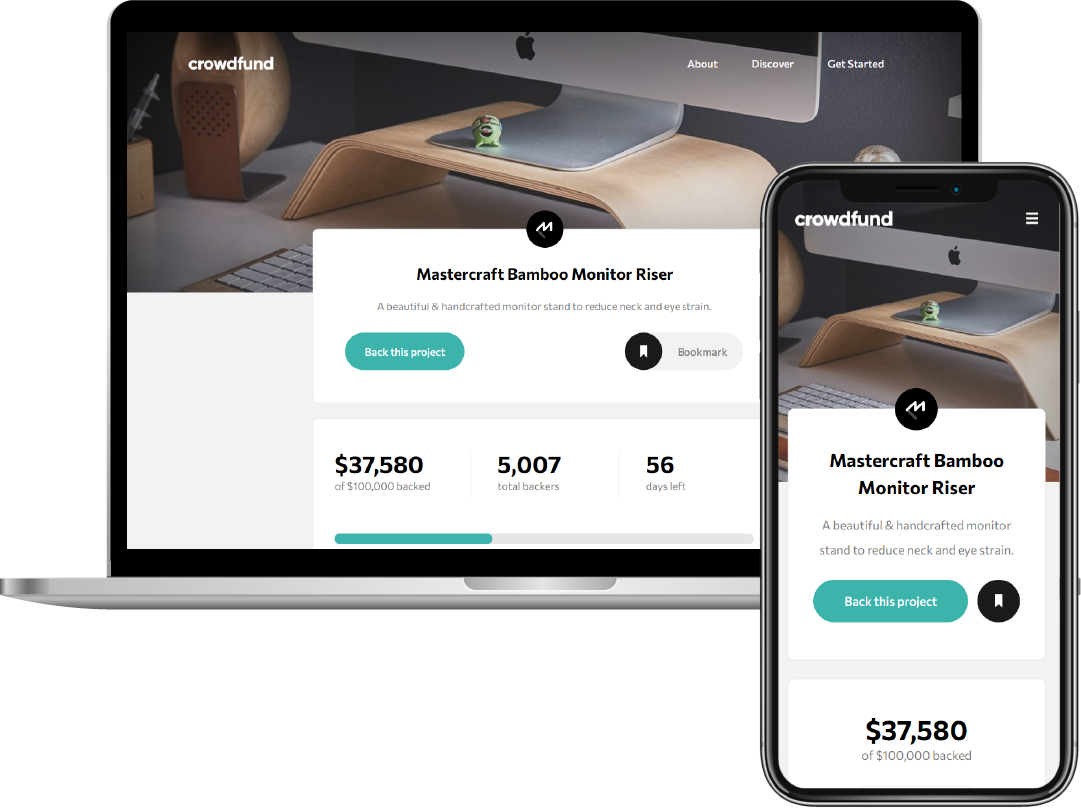 crowdfund
About Discover Get Started
Mastercraft Bamboo Monitor Riser
A beautiful & handcrafted monitor stand to reduce neck and eye strain.
Back this project
Bookmark
$37,580
of $100,000 backed
5,007
total backers
56
days left
crowdfund
Mastercraft Bamboo
Monitor Riser
A beautiful & handcrafted monitor
stand to reduce neck and eye strain.
Back this project
$37,580
of $100,000 backed